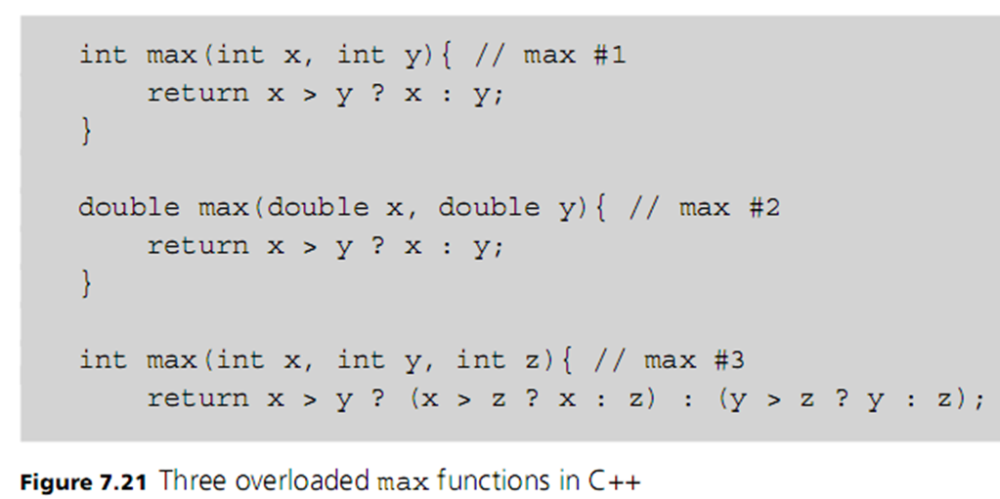 int max(int x, int y){ // max #1
return x > y ? x : y;
}
double max(double x, double y){ // max #2
return x > y ? x : y;
}
int max(int x, int y, int z){ // max #3
return x > y ? (x > z ? x : z) : (y > z ? y : z);
Figure 7.21 Three overloaded max functions in C++